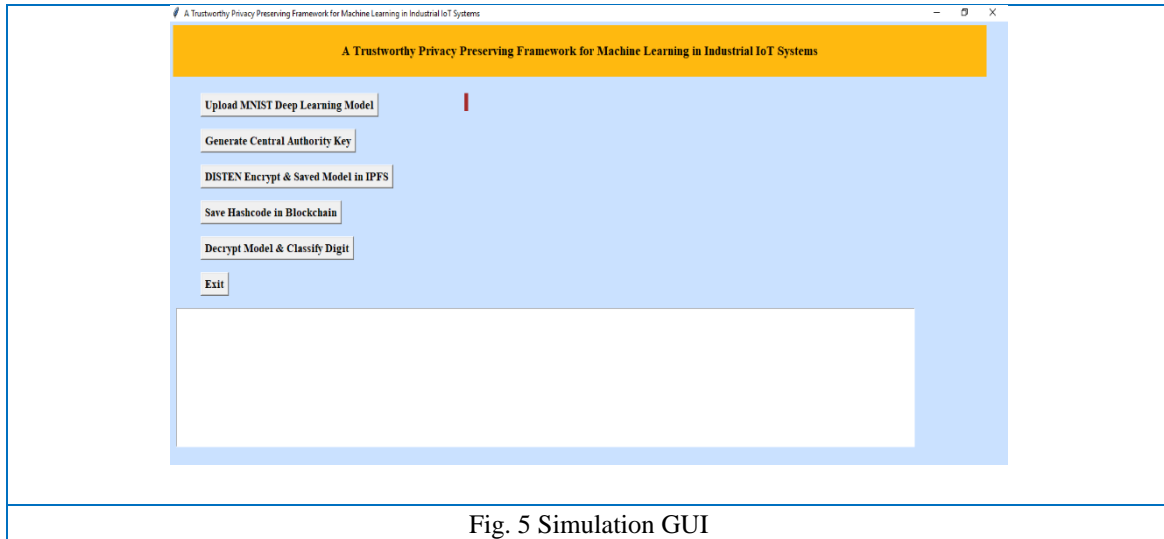 A Trustworthy Privacy Preserving Framework for Machine Learning in Industrial IoT Systems
A Trustworthy Privacy Preserving Framework for Machine Learning in Industrial IoT Systems
Upload MNIST Deep Learning Model
Generate Central Authority Key
DISTEN Encrypt & Saved Model in IPFS
Save Hashcode in Blockchain
Decrypt Model & Classify Digit
Exit
Fig. 5 Simulation GUI